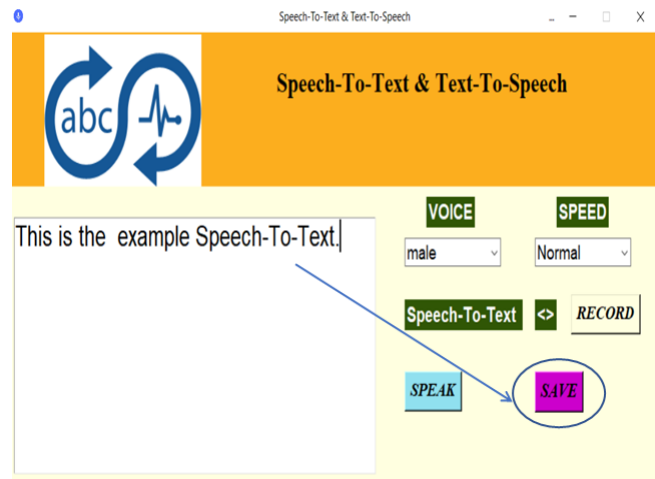 Speech-To-Text & Text-To-Speech
abc
Speech-To-Text & Text-To-Speech
This is the  example Speech-To-Text.
VOICE
SPEED
male
Normal
Speech-To-Text
<>
RECORD
SPEAK
SAVE